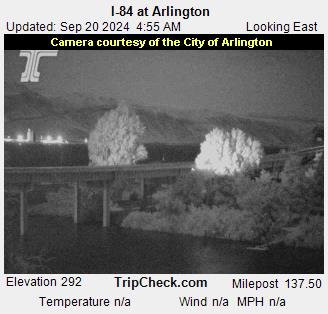 I-84 at Arlington
Updated: Sep 20 2024 4:55 AM Looking East
Camera courtesy of the City of Arlington
Elevation 292 TripCheck.com Milepost 137.50
Temperature n/a Wind n/a MPH n/a